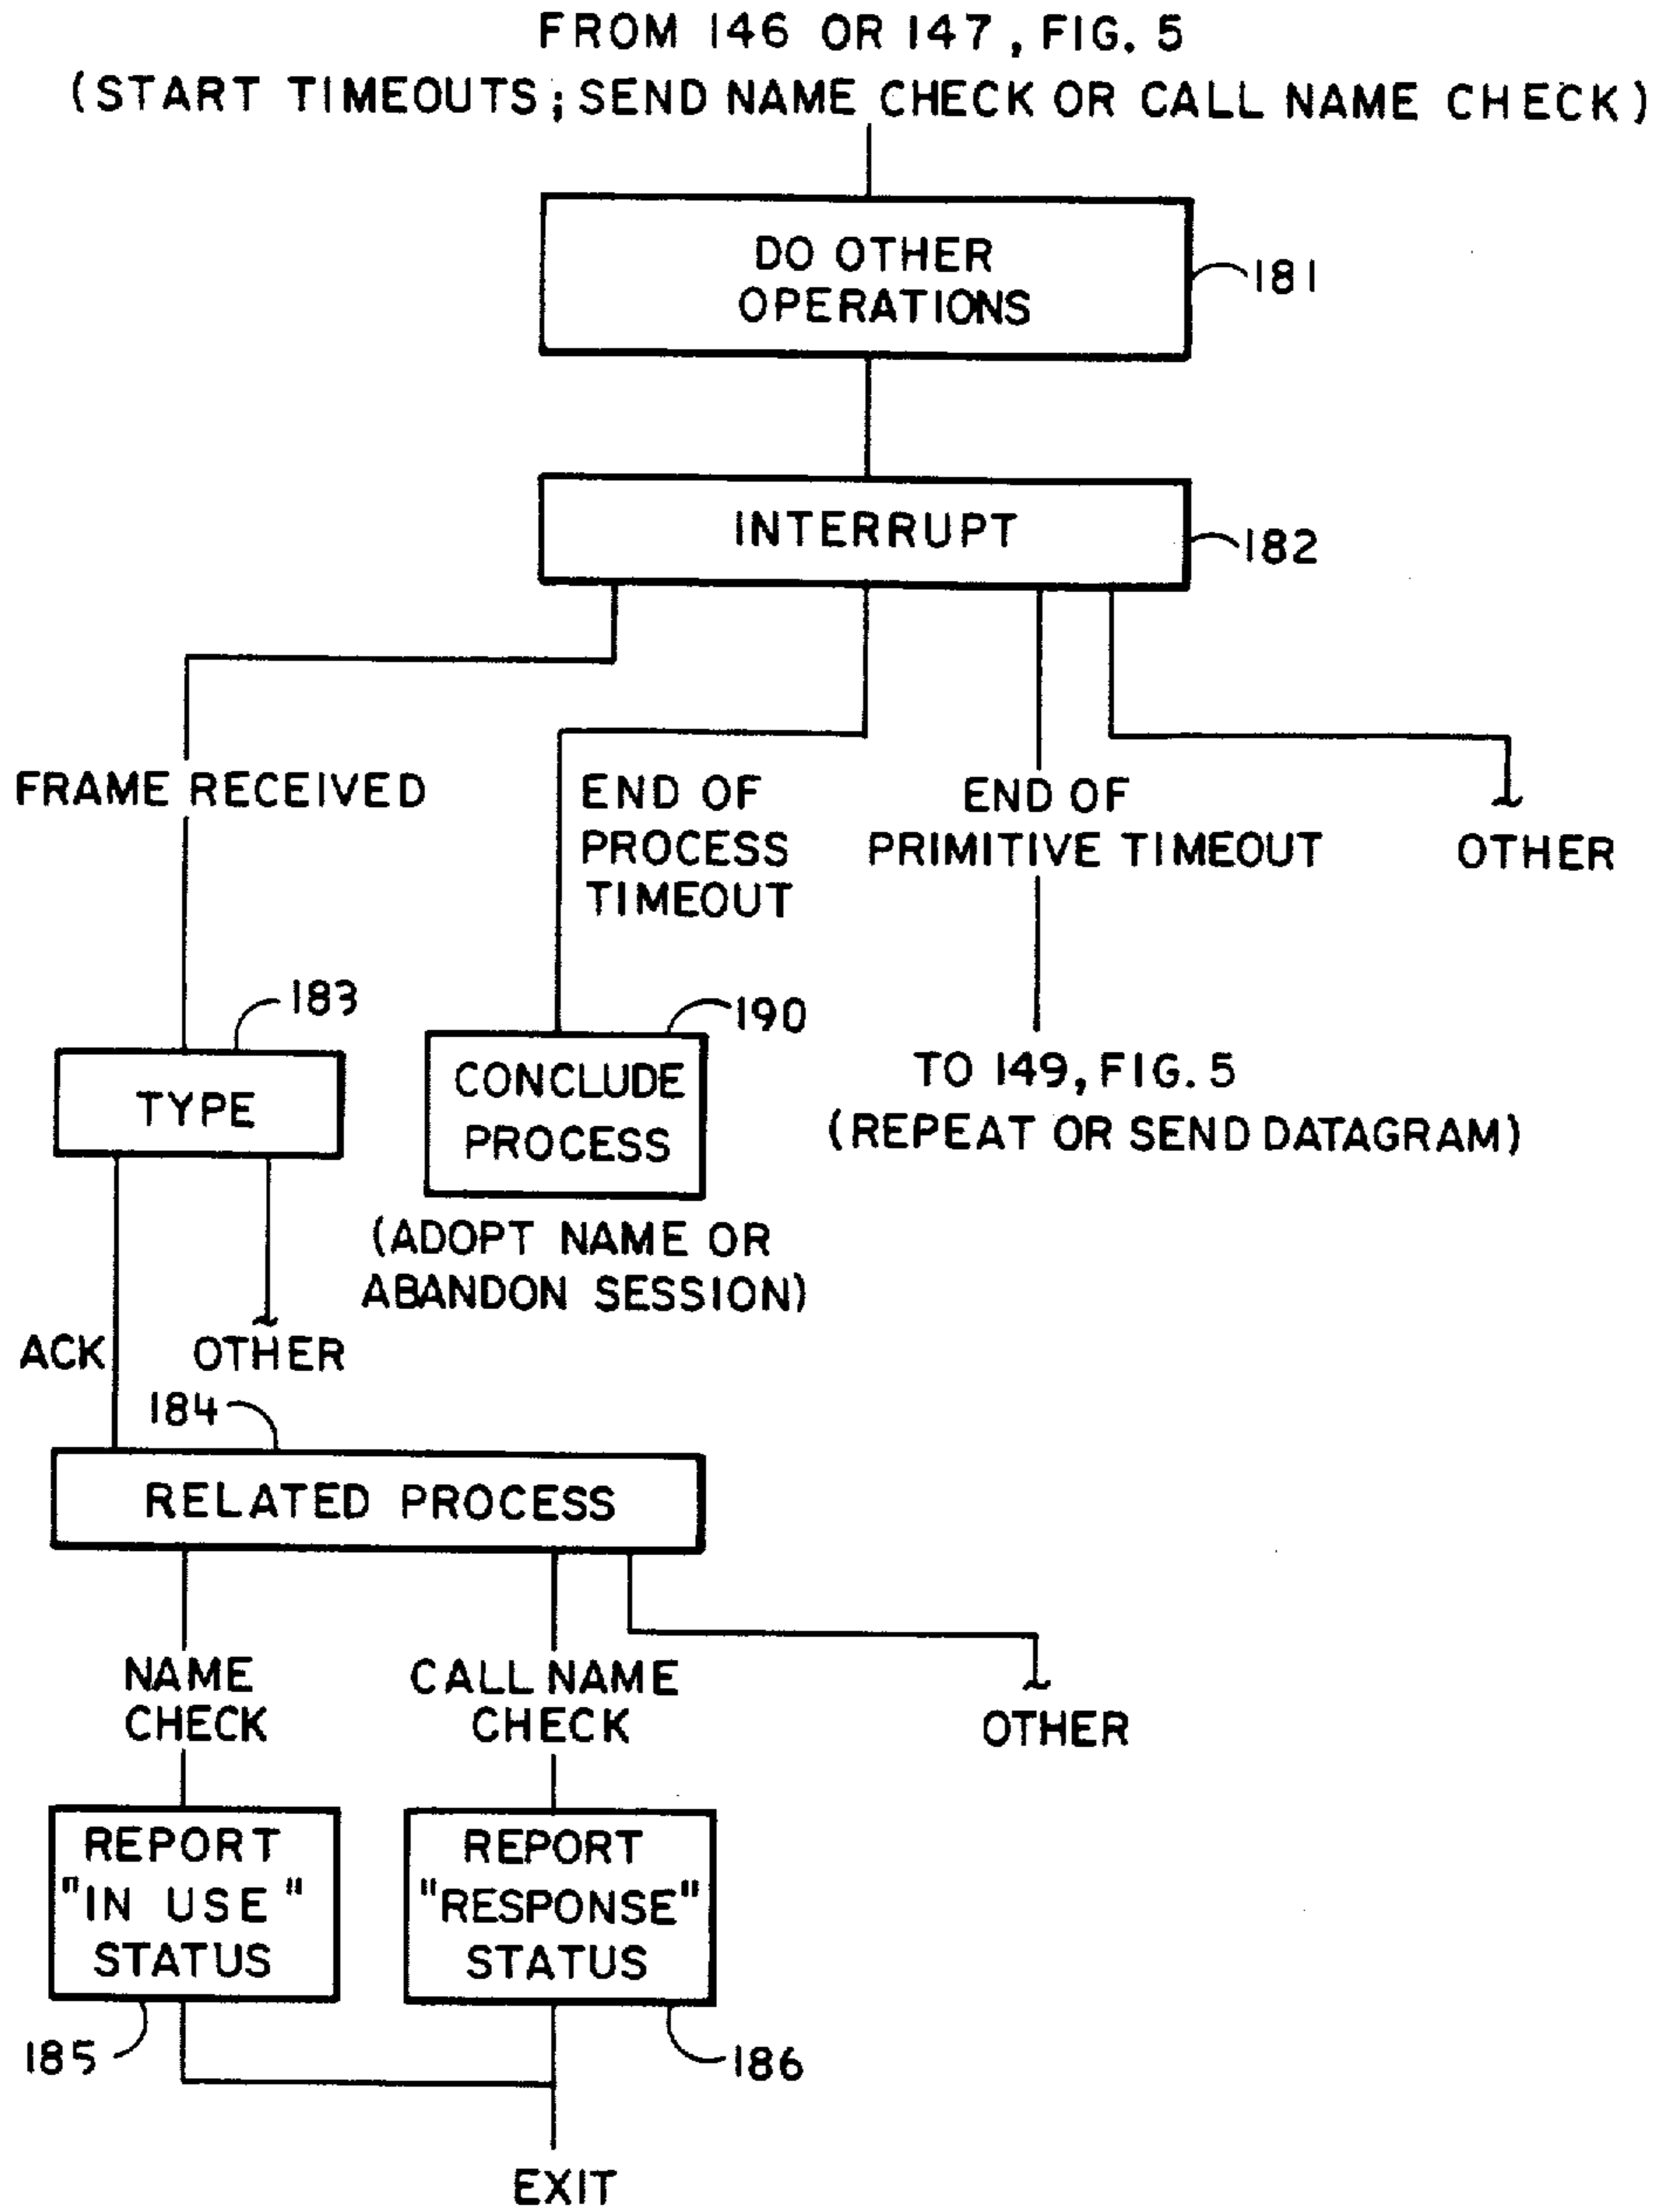 FROM 146 OR 147, FIG. 5
(START TIMEOUTS; SEND NAME CHECK OR CALL NAME CHECK)
DO OTHER
OPERATIONS
181
INTERRUPT
182
FRAME RECEIVED
END OF
PROCESS
TIMEOUT
END OF
PRIMITIVE TIMEOUT
OTHER
183
TYPE
190
CONCLUDE
PROCESS
(ADOPT NAME OR
ABANDON SESSION)
TO 149, FIG. 5
(REPEAT OR SEND DATAGRAM)
ACK
OTHER
184
RELATED PROCESS
NAME
CHECK
CALL NAME
CHECK
OTHER
REPORT
"IN USE"
STATUS
185
REPORT
"RESPONSE"
STATUS
186
EXIT